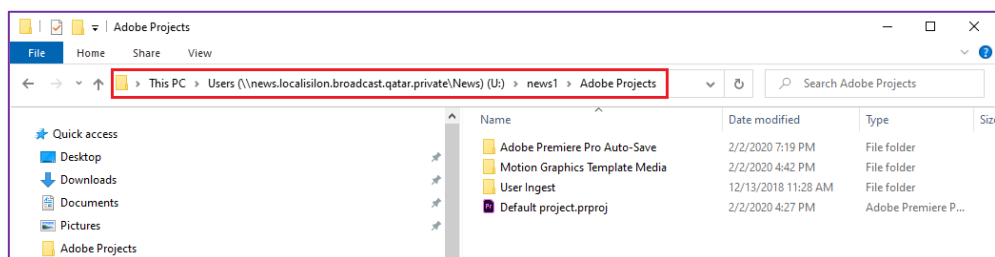 Adobe Projects
File Home Share View
This PC > Users (\\news.localisilon.broadcast.qatar.private\News) (U:) > news1 > Adobe Projects
Search Adobe Projects
Quick access
Desktop
Downloads
Documents
Pictures
Adobe Projects
Name Date modified Type Siz
Adobe Premiere Pro Auto-Save 2/2/2020 7:19 PM File folder
Motion Graphics Template Media 2/2/2020 4:42 PM File folder
User Ingest 12/13/2018 11:28 AM File folder
Default project.prproj 2/2/2020 4:27 PM Adobe Premiere P...